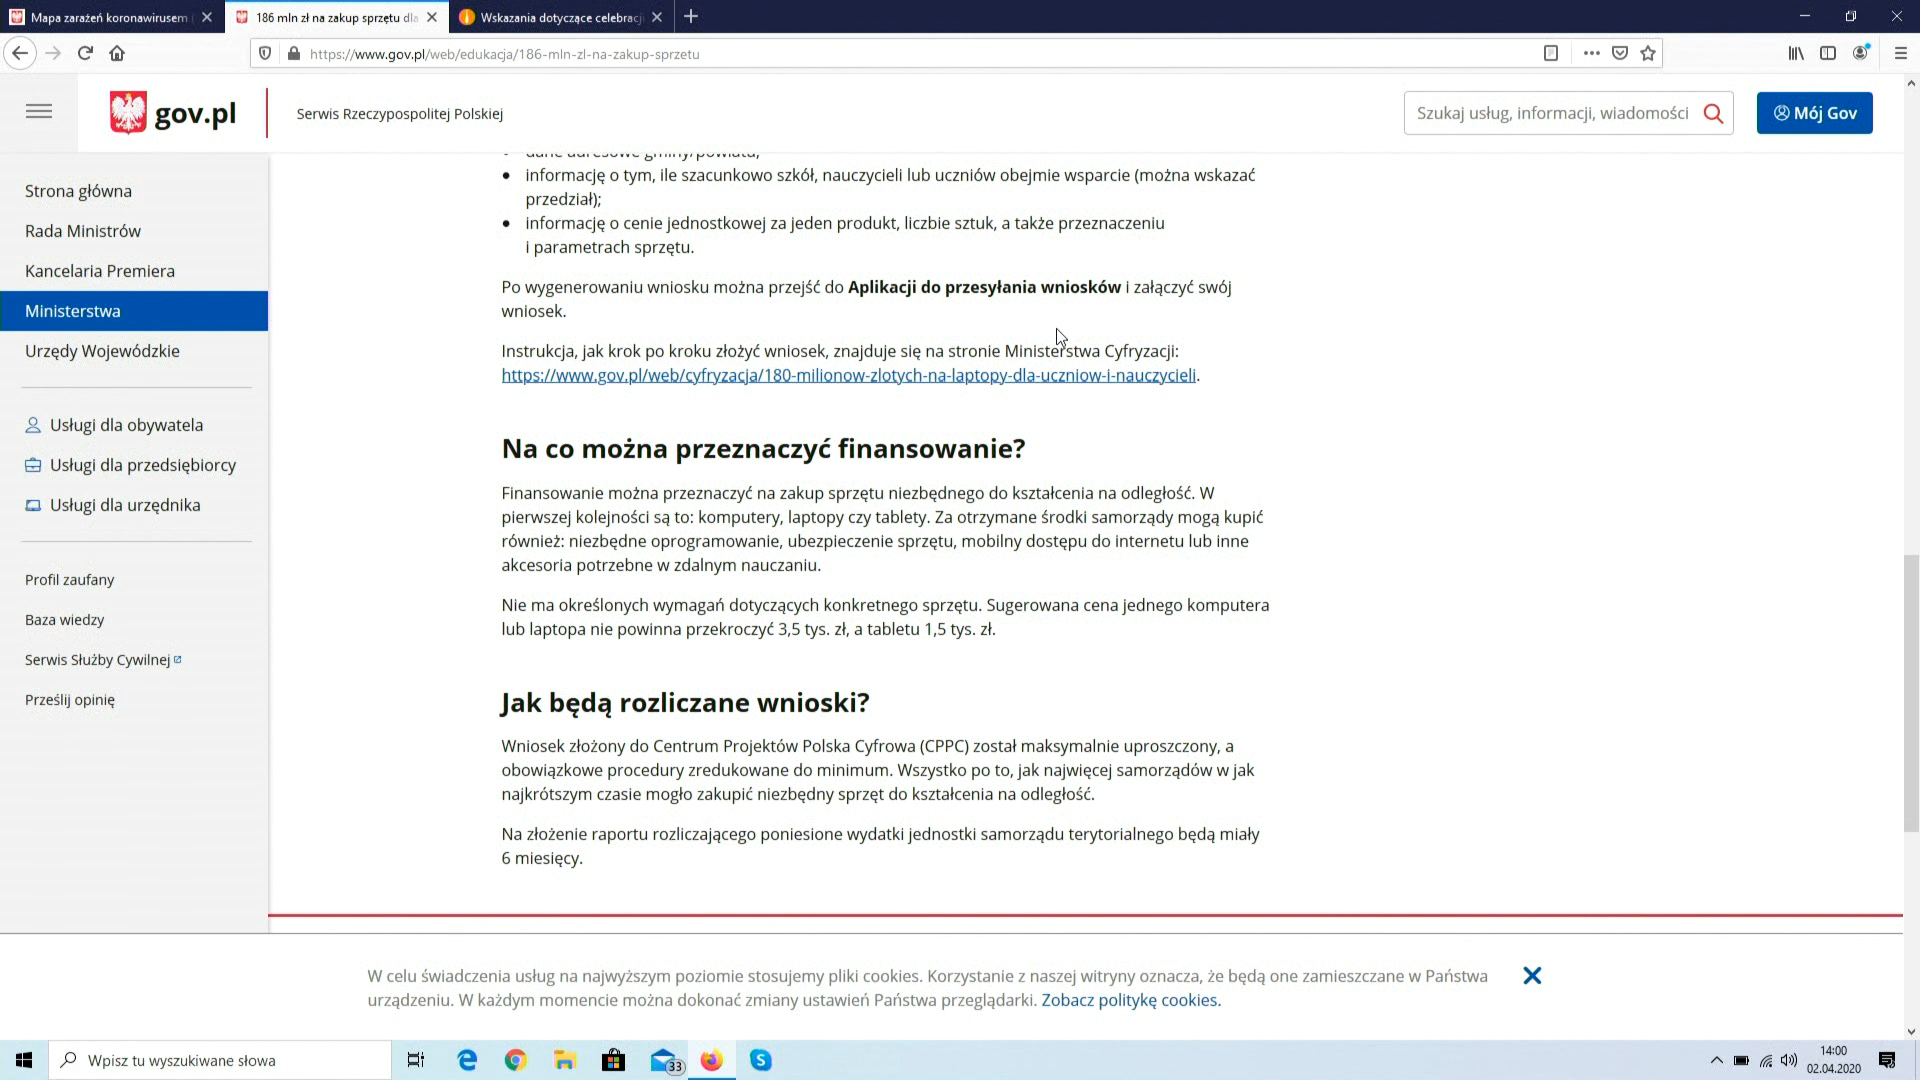 Mapa zarażeń koronawirusem
186 mln zł na zakup sprzętu dla
Wskazania dotyczące celebracji
https://www.gov.pl/web/edukacja/186-mln-zl-na-zakup-sprzetu
gov.pl
Serwis Rzeczypospolitej Polskiej
Szukaj usług, informacji, wiadomości
Mój Gov
Strona główna
Rada Ministrów
Kancelaria Premiera
Ministerstwa
Urzędy Wojewódzkie
Usługi dla obywatela
Usługi dla przedsiębiorcy
Usługi dla urzędnika
Profil zaufany
Baza wiedzy
Serwis Służby Cywilnej
Prześlij opinię
dane adresowe gminy/powiatu;
informację o tym, ile szacunkowo szkół, nauczycieli lub uczniów obejmie wsparcie (można wskazać
przedział);
informację o cenie jednostkowej za jeden produkt, liczbie sztuk, a także przeznaczeniu
i parametrach sprzętu.
Po wygenerowaniu wniosku można przejść do Aplikacji do przesyłania wniosków i załączyć swój
wniosek.
Instrukcja, jak krok po kroku złożyć wniosek, znajduje się na stronie Ministerstwa Cyfryzacji:
https://www.gov.pl/web/cyfryzacja/180-milionow-zlotych-na-laptopy-dla-uczniow-i-nauczycieli.
Na co można przeznaczyć finansowanie?
Finansowanie można przeznaczyć na zakup sprzętu niezbędnego do kształcenia na odległość. W
pierwszej kolejności są to: komputery, laptopy czy tablety. Za otrzymane środki samorządy mogą kupić
również: niezbędne oprogramowanie, ubezpieczenie sprzętu, mobilny dostępu do internetu lub inne
akcesoria potrzebne w zdalnym nauczaniu.
Nie ma określonych wymagań dotyczących konkretnego sprzętu. Sugerowana cena jednego komputera
lub laptopa nie powinna przekroczyć 3,5 tys. zł, a tabletu 1,5 tys. zł.
Jak będą rozliczane wnioski?
Wniosek złożony do Centrum Projektów Polska Cyfrowa (CPPC) został maksymalnie uproszczony, a
obowiązkowe procedury zredukowane do minimum. Wszystko po to, jak najwięcej samorządów w jak
najkrótszym czasie mogło zakupić niezbędny sprzęt do kształcenia na odległość.
Na złożenie raportu rozliczającego poniesione wydatki jednostki samorządu terytorialnego będą miały
6 miesięcy.
W celu świadczenia usług na najwyższym poziomie stosujemy pliki cookies. Korzystanie z naszej witryny oznacza, że będą one zamieszczane w Państwa
urządzeniu. W każdym momencie można dokonać zmiany ustawień Państwa przeglądarki. Zobacz politykę cookies.
Wpisz tu wyszukiwane słowa
33
14:00
02.04.2020